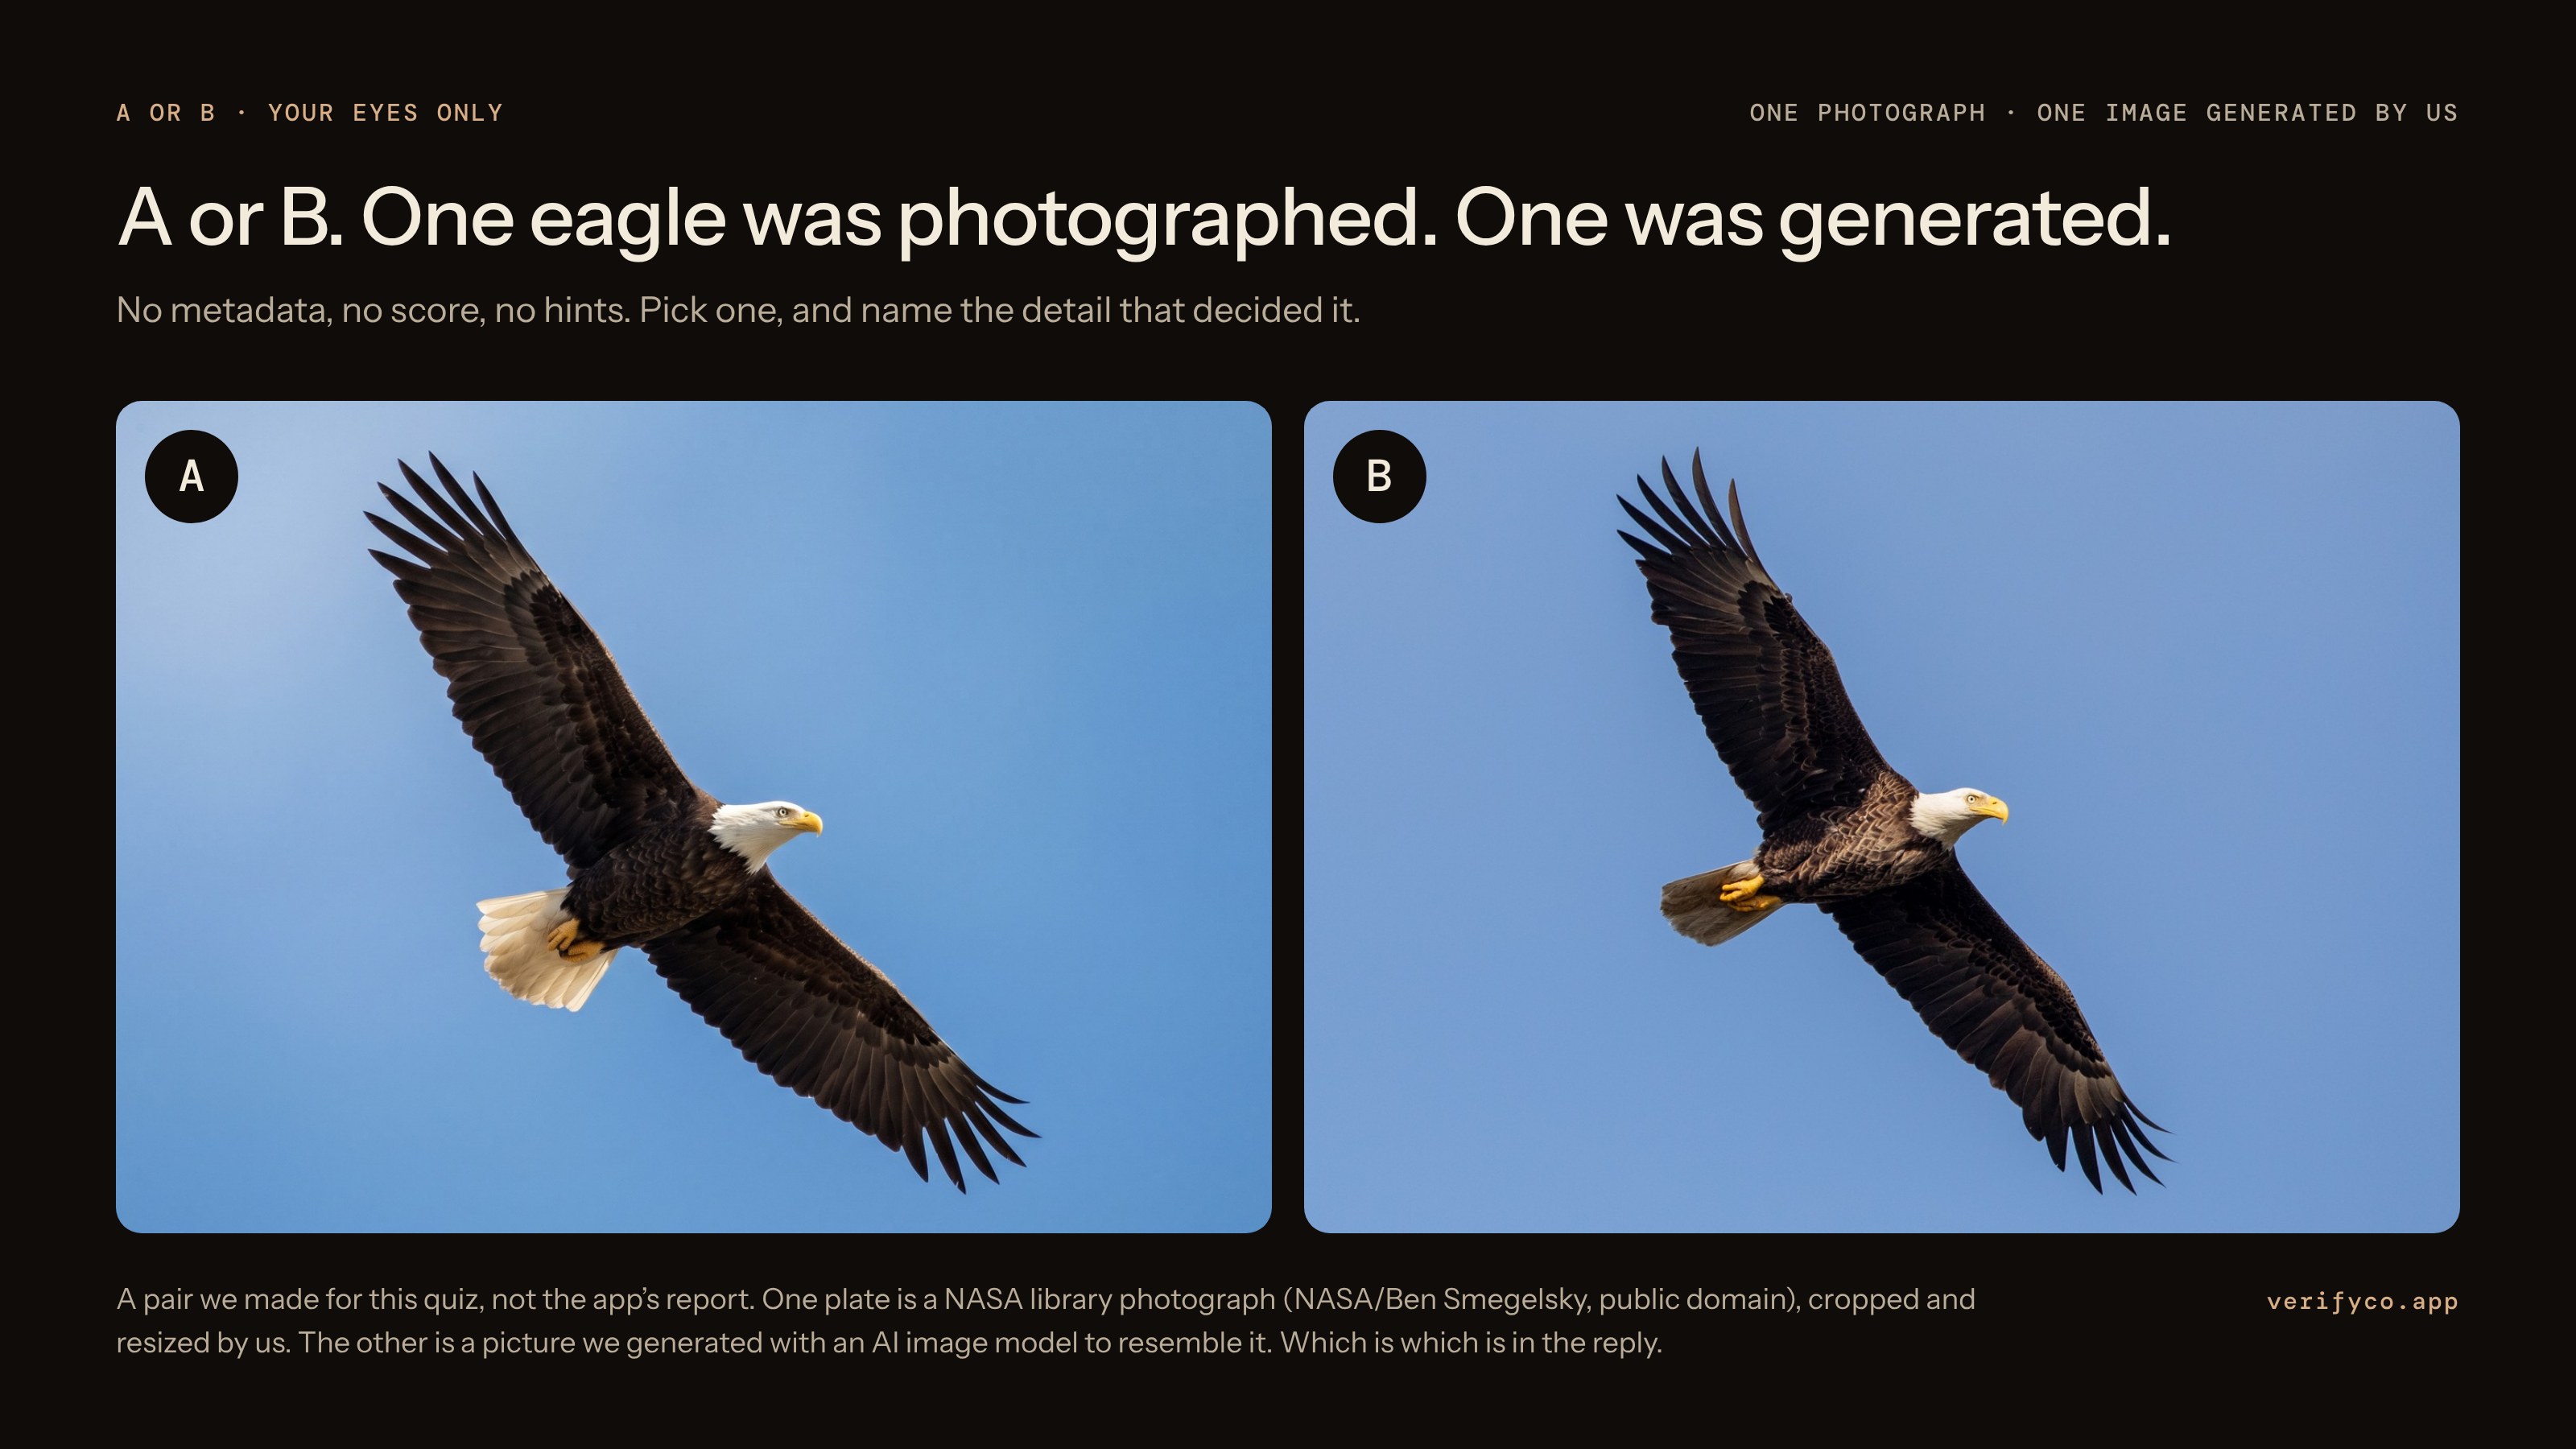 A OR B · YOUR EYES ONLY
ONE PHOTOGRAPH · ONE IMAGE GENERATED BY US
A or B. One eagle was photographed. One was generated.
No metadata, no score, no hints. Pick one, and name the detail that decided it.
A
B
A pair we made for this quiz, not the app’s report. One plate is a NASA library photograph (NASA/Ben Smegelsky, public domain), cropped and
resized by us. The other is a picture we generated with an AI image model to resemble it. Which is which is in the reply.
verifyco.app